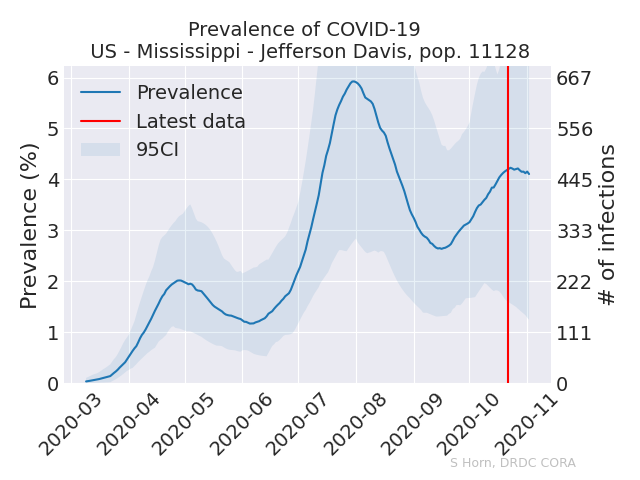 Prevalence of COVID-19
US - Mississippi - Jefferson Davis, pop. 11128
Prevalence
Latest data
95CI
Prevalence (%)
6
5
4
3
2
1
0
667
556
445
333
222
111
0
# of infections
2020-03
2020-04
2020-05
2020-06
2020-07
2020-08
2020-09
2020-10
2020-11
S Horn, DRDC CORA